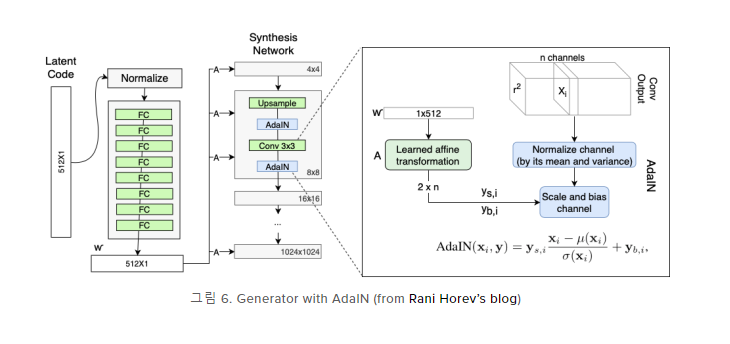 Latent
Code
512X1
Normalize
FC
FC
FC
FC
FC
FC
FC
FC
W
512X1
Synthesis
Network
A
4x4
A
Upsample
AdaIN
A
Conv 3x3
AdaIN
8x8
16x16
...
A
1024x1024
n channels
r2
Xi
Conv
Output
W
1x512
A
Learned affine
transformation
2 x n
ys,i
yb,i
Normalize channel
(by its mean and variance)
Scale and bias
channel
AdaIN
AdaIN(xi, y) = ys,i (xi − μ(xi)) / σ(xi) + yb,i,
그림 6. Generator with AdaIN (from Rani Horev's blog)